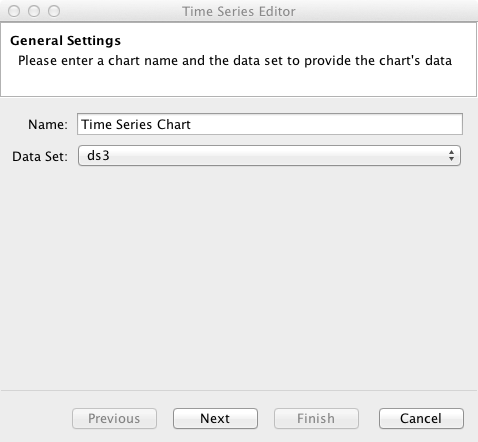 Time Series Editor
General Settings
Please enter a chart name and the data set to provide the chart's data
Name: Time Series Chart
Data Set: ds3
Previous Next Finish Cancel